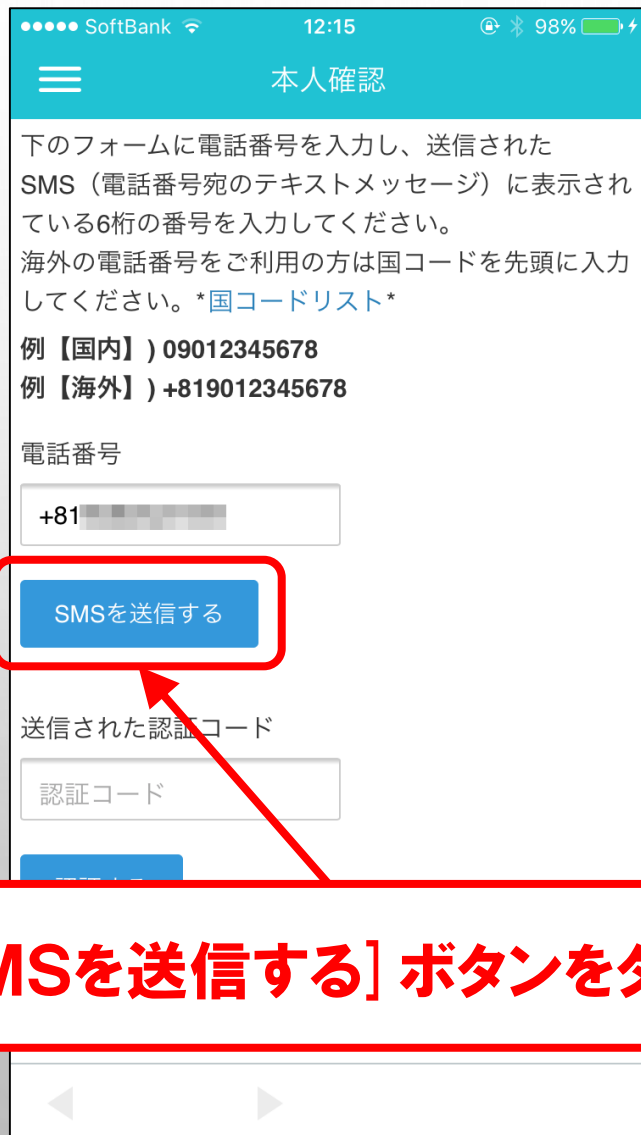 ●●●●● SoftBank 12:15 98%
本人確認
下のフォームに電話番号を入力し、送信された
SMS（電話番号宛のテキストメッセージ）に表示され
ている6桁の番号を入力してください。
海外の電話番号をご利用の方は国コードを先頭に入力
してください。*国コードリスト*
例【国内】) 09012345678
例【海外】) +819012345678
電話番号
+81
SMSを送信する
送信された認証コード
認証コード
MSを送信する] ボタンを